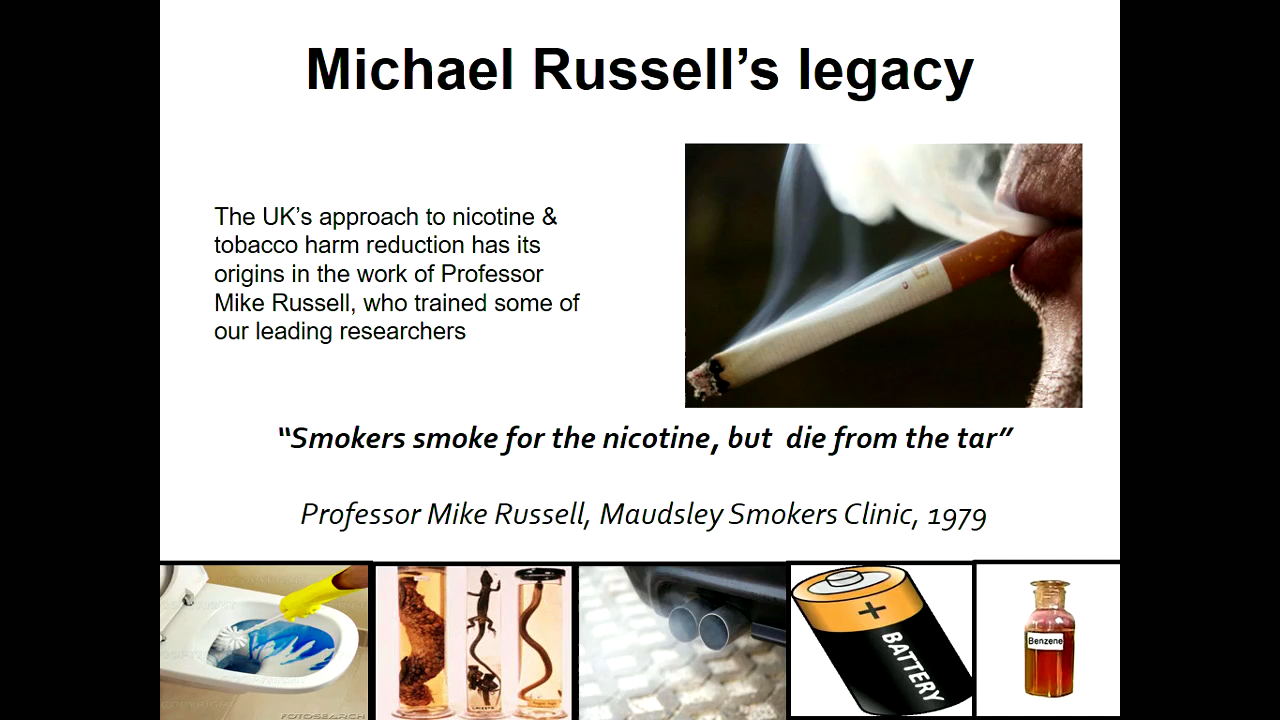 Michael Russell’s legacy
The UK’s approach to nicotine &
tobacco harm reduction has its
origins in the work of Professor
Mike Russell, who trained some of
our leading researchers
“Smokers smoke for the nicotine, but die from the tar”
Professor Mike Russell, Maudsley Smokers Clinic, 1979
FOTOSEARCH
+
BATTERY
Benzene